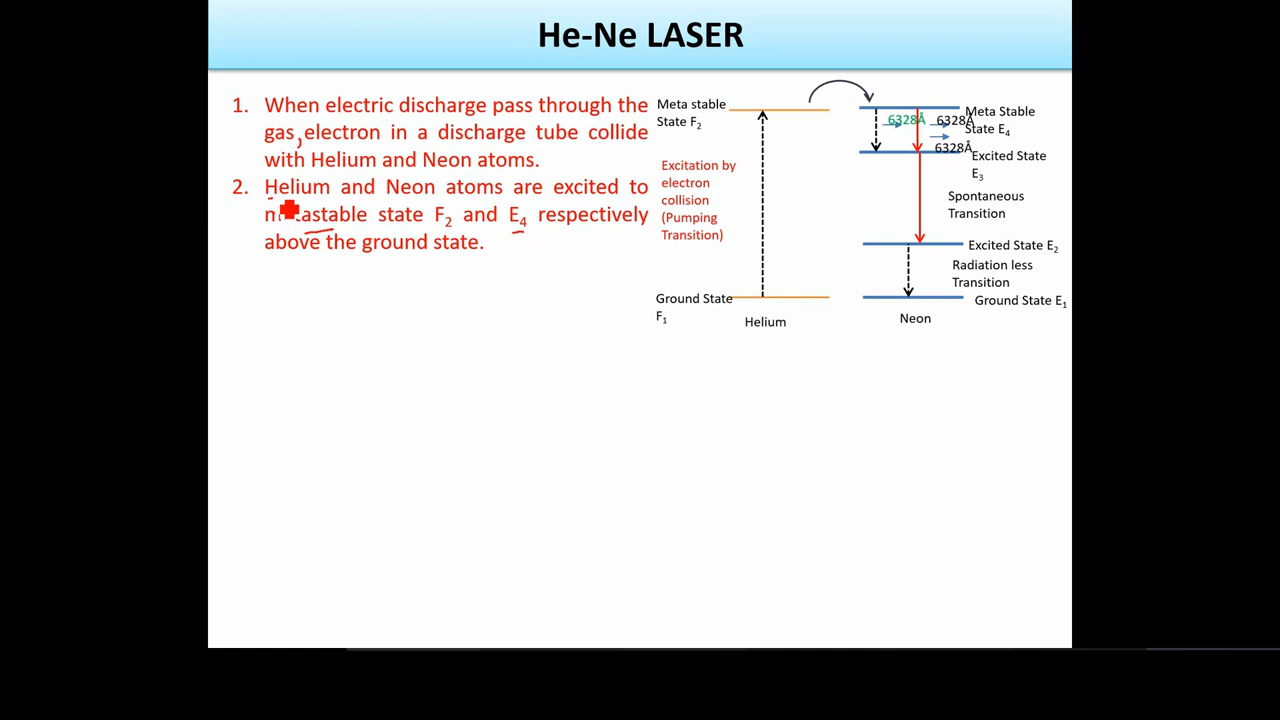 He-Ne LASER
1. When electric discharge pass through the
gas, electron in a discharge tube collide
with Helium and Neon atoms.
2. Helium and Neon atoms are excited to
metastable state F2 and E4 respectively
above the ground state.
Meta stable
State F2
Excitation by
electron
collision
(Pumping
Transition)
Ground State
F1
Helium
6328Å
6328Å
6328Å
Meta Stable
State E4
Excited State
E3
Spontaneous
Transition
Excited State E2
Radiation less
Transition
Ground State E1
Neon